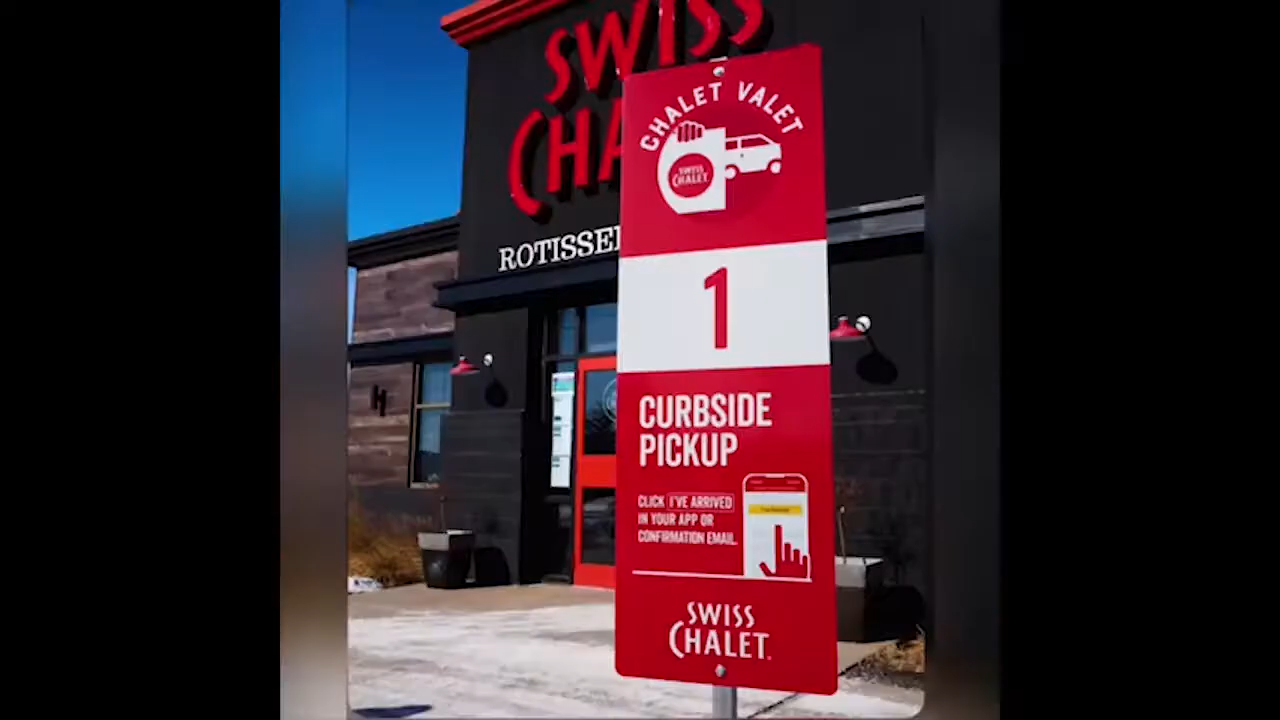 SWISS
CHA
ROTISSE
CHALET VALET
SWISS
CHALET
1
CURBSIDE
PICKUP
CLICK I'VE ARRIVED
IN YOUR APP OR
CONFIRMATION EMAIL.
SWISS
CHALET